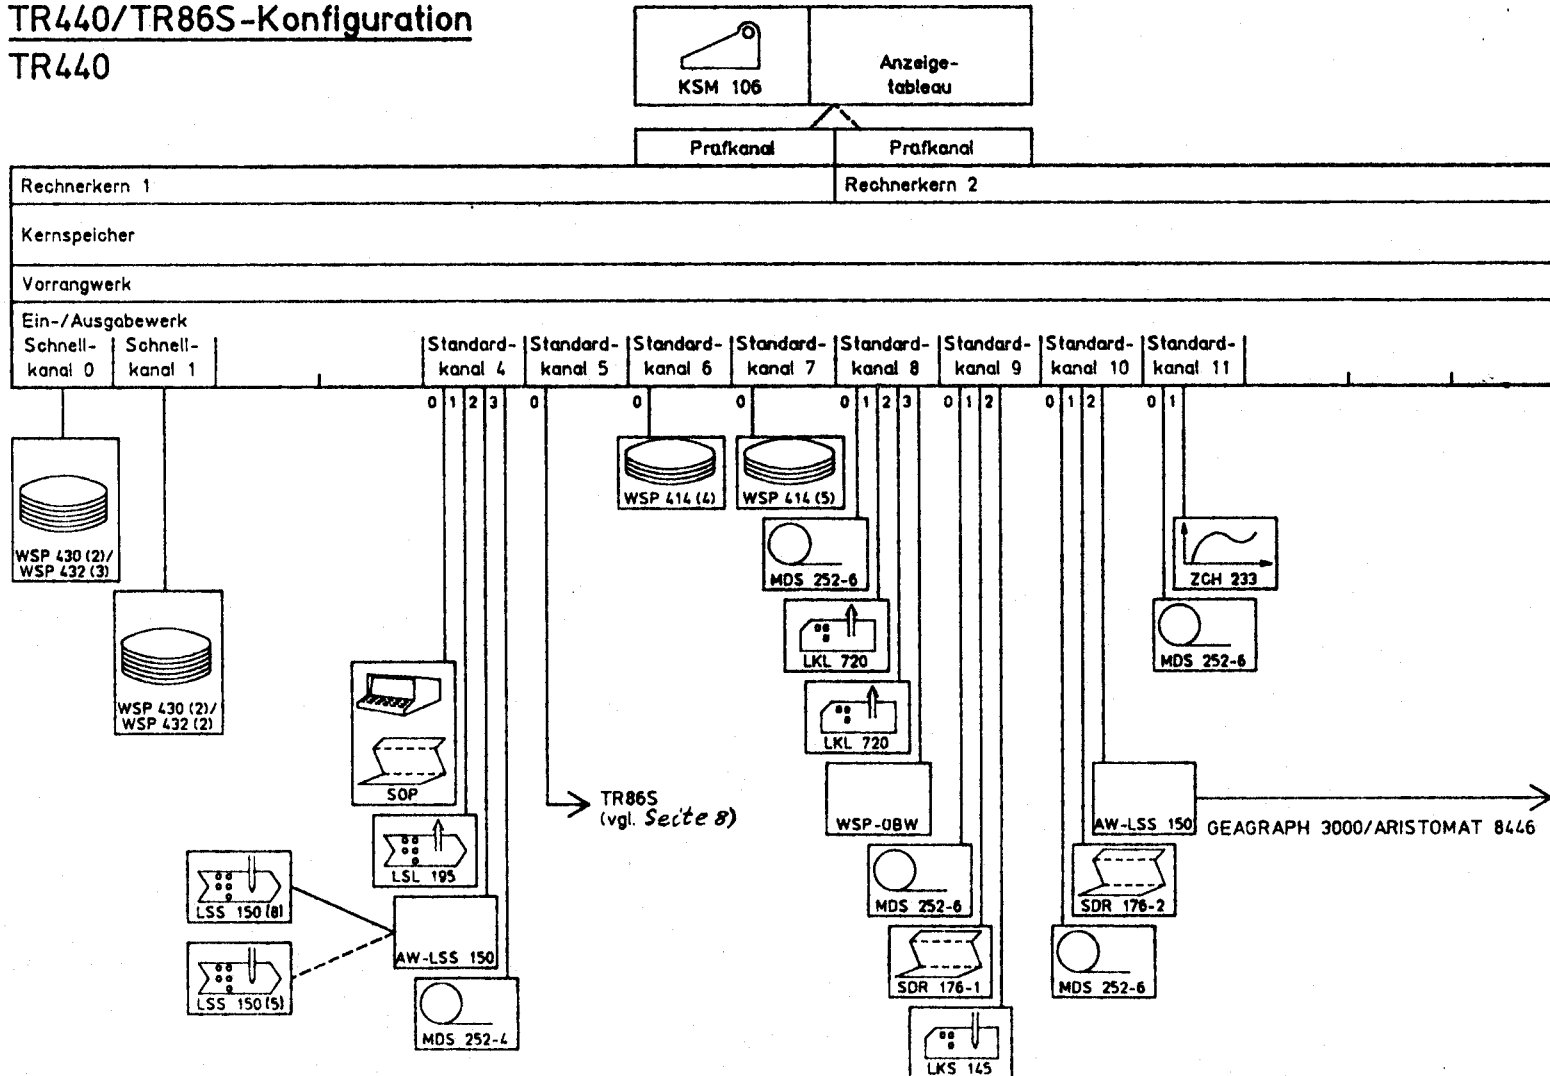 TR440/TR86S-Konfiguration
TR440
KSM 106
Anzeige-
tableau
Prüfkanal
Prüfkanal
Rechnerkern 1
Rechnerkern 2
Kernspeicher
Vorrangwerk
Ein-/Ausgabewerk
Schnell-
kanal 0
Schnell-
kanal 1
Standard-
kanal 4
Standard-
kanal 5
Standard-
kanal 6
Standard-
kanal 7
Standard-
kanal 8
Standard-
kanal 9
Standard-
kanal 10
Standard-
kanal 11
0 1 2 3
0
0
0
0 1 2 3
0 1 2
0 1 2
0 1
WSP 430 (2)/
WSP 432 (3)
WSP 430 (2)/
WSP 432 (2)
WSP 414 (4)
WSP 414 (5)
MDS 252-6
LKL 720
LKL 720
WSP-OBW
ZCH 233
MDS 252-6
SOP
TR86S
(vgl. Seite 8)
LSL 195
LSS 150 (8)
LSS 150 (5)
AW-LSS 150
MDS 252-4
MDS 252-6
SDR 176-1
LKS 145
AW-LSS 150
GEAGRAPH 3000/ARISTOMAT 8446
SDR 176-2
MDS 252-6